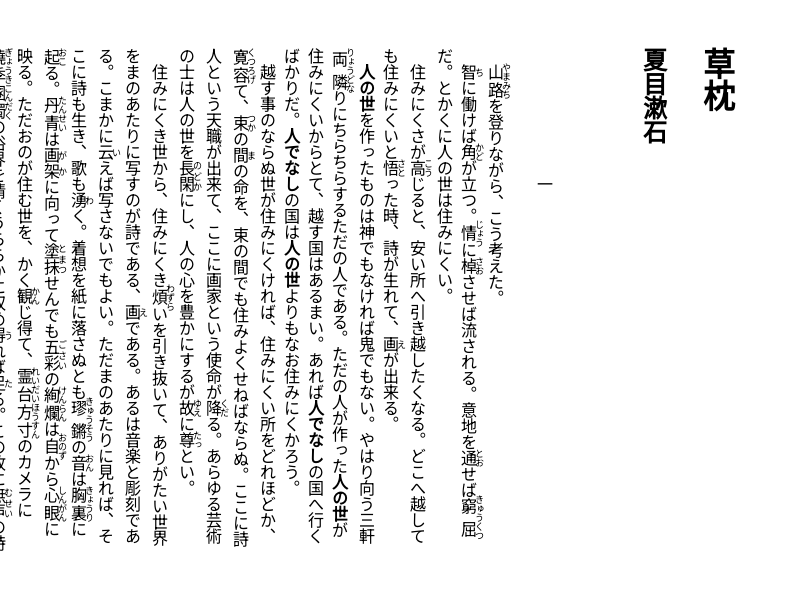 草枕
夏目漱石
一
山路を登りながら、こう考えた。
智に働けば角が立つ。情に棹させば流される。意地を通せば窮屈
だ。とかくに人の世は住みにくい。
住みにくさが高じると、安い所へ引き越したくなる。どこへ越して
も住みにくいと悟った時、詩が生れて、画が出来る。
人の世を作ったものは神でもなければ鬼でもない。やはり向う三軒
両隣りにちらちらするただの人である。ただの人が作った人の世が
住みにくいからとて、越す国はあるまい。あれば人でなしの国へ行く
ばかりだ。人でなしの国は人の世よりもなお住みにくかろう。
越す事のならぬ世が住みにくければ、住みにくい所をどれほどか、
寛容て、束の間の命を、束の間でも住みよくせねばならぬ。ここに詩
人という天職が出来て、ここに画家という使命が降る。あらゆる芸術
の士は人の世を長閑にし、人の心を豊かにするが故に尊とい。
住みにくき世から、住みにくき煩いを引き抜いて、ありがたい世界
をまのあたりに写すのが詩である、画である。あるは音楽と彫刻であ
る。こまかに云えば写さないでもよい。ただまのあたりに見れば、そ
こに詩も生き、歌も湧く。着想を紙に落さぬとも璆鏘の音は胸裏に
起る。丹青は画架に向って塗抹せんでも五彩の絢爛は自から心眼に
映る。ただおのが住む世を、かく観じ得て、霊台方寸のカメラに